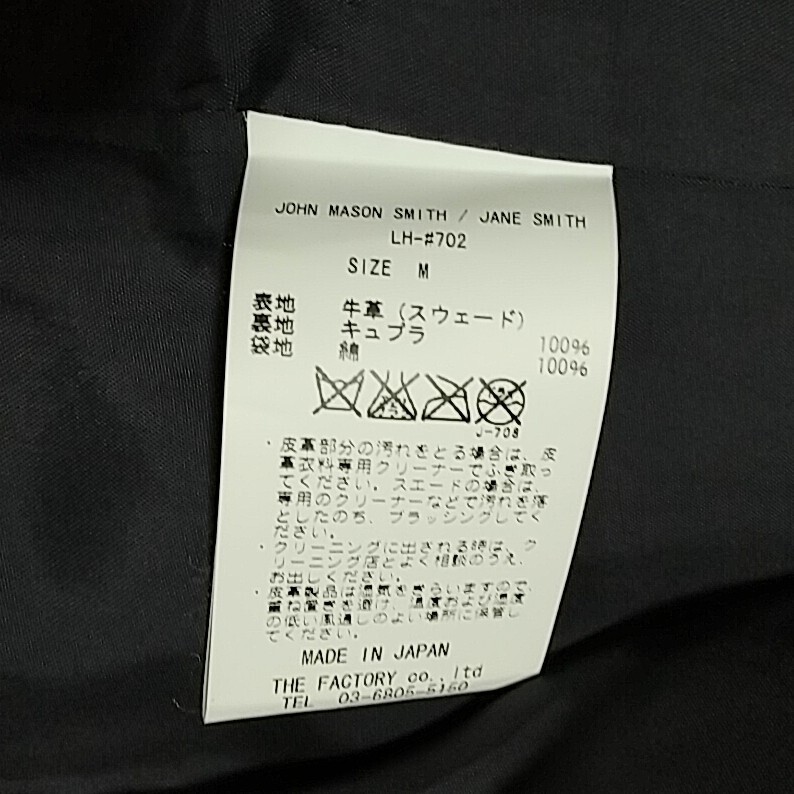 JOHN MASON SMITH / JANE SMITH
LH-#702
SIZE M
表地 牛革(スウェード)
裏地 キュプラ 100%
袋地 綿 100%
J-708
・皮革部分の汚れをとる場合は、皮
革衣料専用クリーナーでふき取っ
てください。スエードの場合は、
専用のクリーナーなどで汚れを落
としたのち、ブラッシングしてく
ださい。
・クリーニングに出される時は、ク
リーニング店とよく相談のうえ、
お出しください。
・皮革製品は湿気をきらいますので
重ね置きを避け、温度および湿度
の低い風通しのよい場所に保管し
てください。
MADE IN JAPAN
THE FACTORY co.,ltd
TEL 03-6805-5160